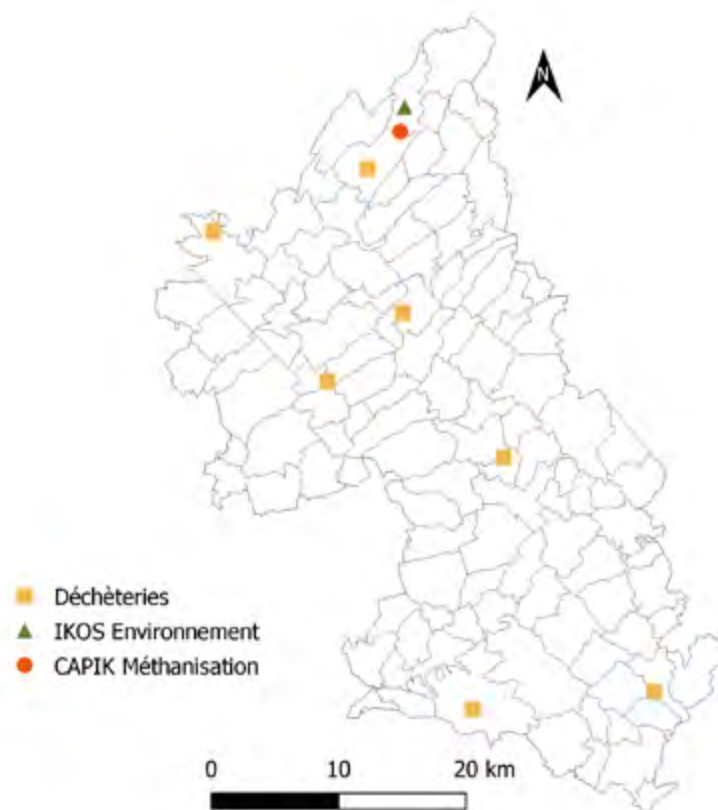 N
Déchèteries
IKOS Environnement
CAPIK Méthanisation
0 10 20 km